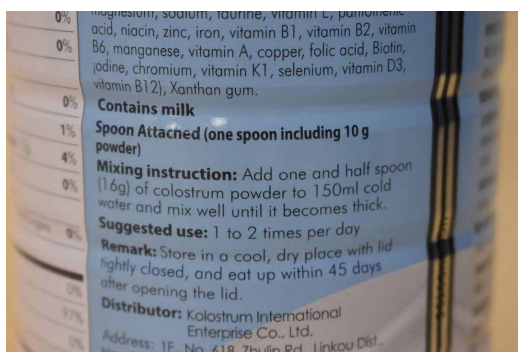 magnesium, sodium, taurine, vitamin E, pantothenic
0% acid, niacin, zinc, iron, vitamin B1, vitamin B2, vitamin
0% B6, manganese, vitamin A, copper, folic acid, Biotin,
iodine, chromium, vitamin K1, selenium, vitamin D3,
vitamin B12), Xanthan gum.
0% Contains milk
1% Spoon Attached (one spoon including 10 g
powder)
4% Mixing instruction: Add one and half spoon
0% (16g) of colostrum powder to 150ml cold
water and mix well until it becomes thick.
0% Suggested use: 1 to 2 times per day
Remark: Store in a cool, dry place with lid
tightly closed, and eat up within 45 days
0% after opening the lid.
97% Distributor: Kolostrum International
Enterprise Co., Ltd.
0% Address: 1F., No. 618, Zhulin Rd., Linkou Dist.,